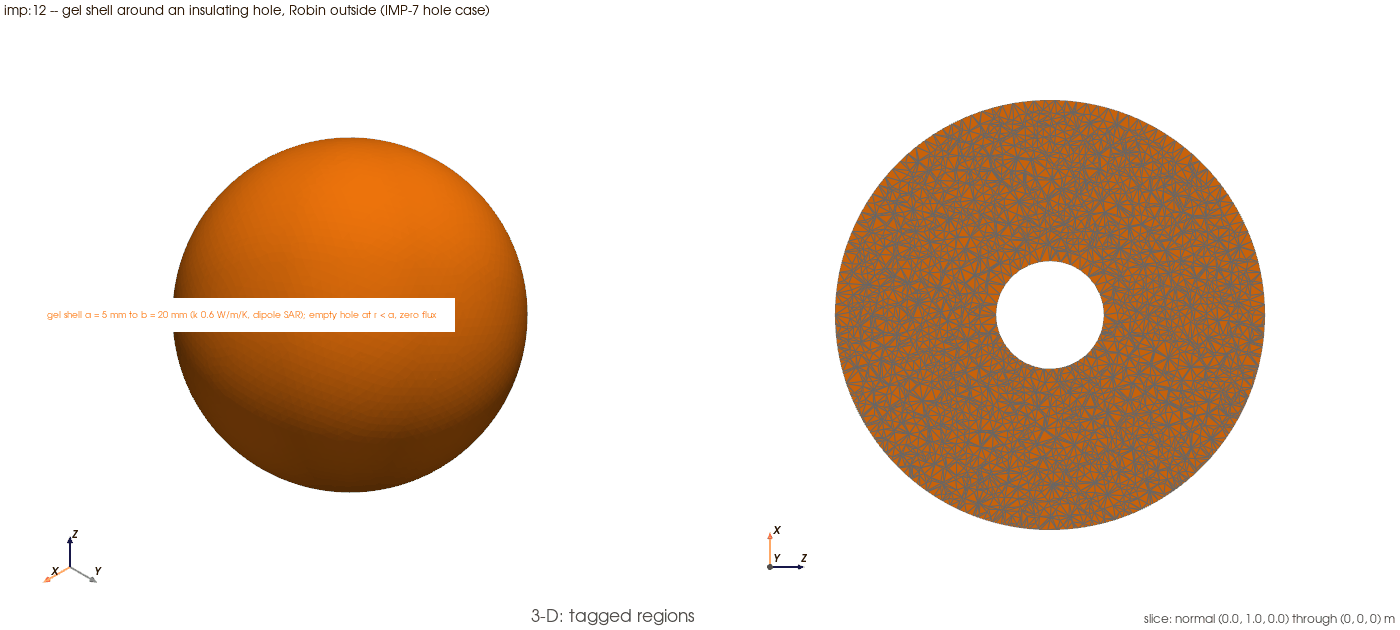 imp:12 -- gel shell around an insulating hole, Robin outside (IMP-7 hole case)
gel shell a = 5 mm to b = 20 mm (k 0.6 W/m/K, dipole SAR); empty hole at r < a, zero flux
Z
X
Y
X
Y
Z
3-D: tagged regions
slice: normal (0.0, 1.0, 0.0) through (0, 0, 0) m